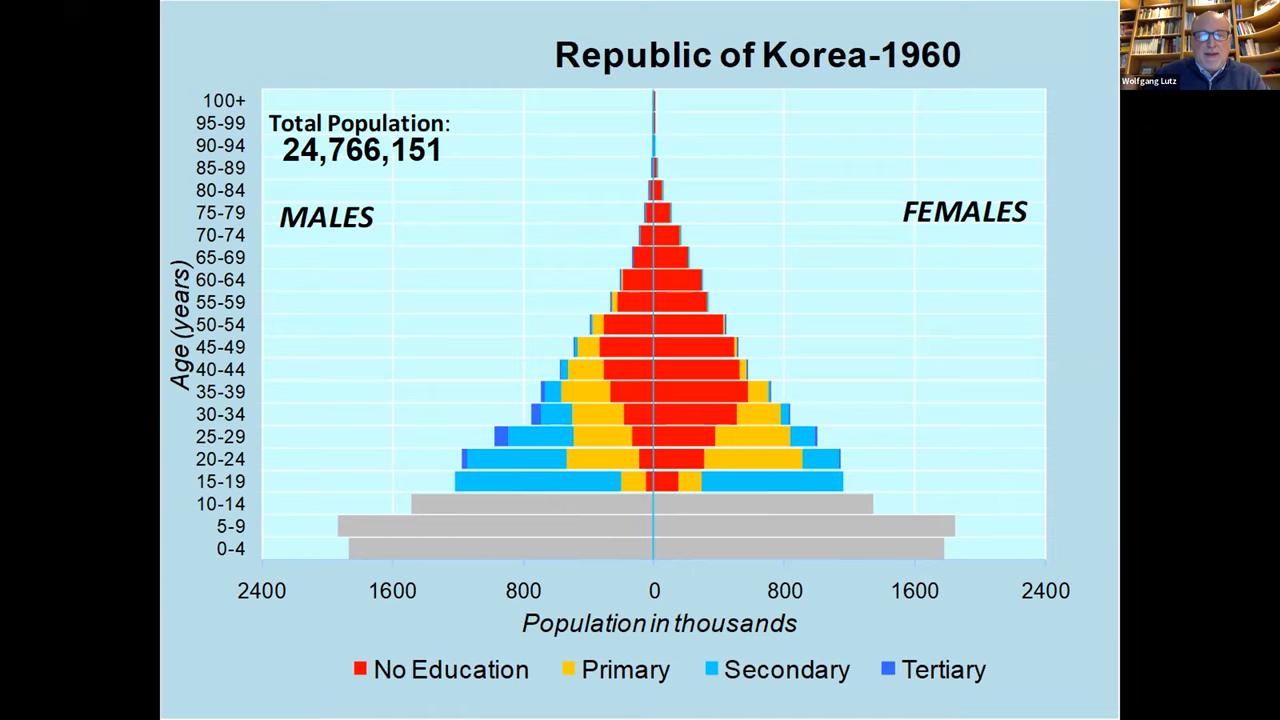 Republic of Korea-1960
Wolfgang Lutz
Total Population:
24,766,151
MALES
FEMALES
Age (years)
100+
95-99
90-94
85-89
80-84
75-79
70-74
65-69
60-64
55-59
50-54
45-49
40-44
35-39
30-34
25-29
20-24
15-19
10-14
5-9
0-4
2400 1600 800 0 800 1600 2400
Population in thousands
No Education Primary Secondary Tertiary